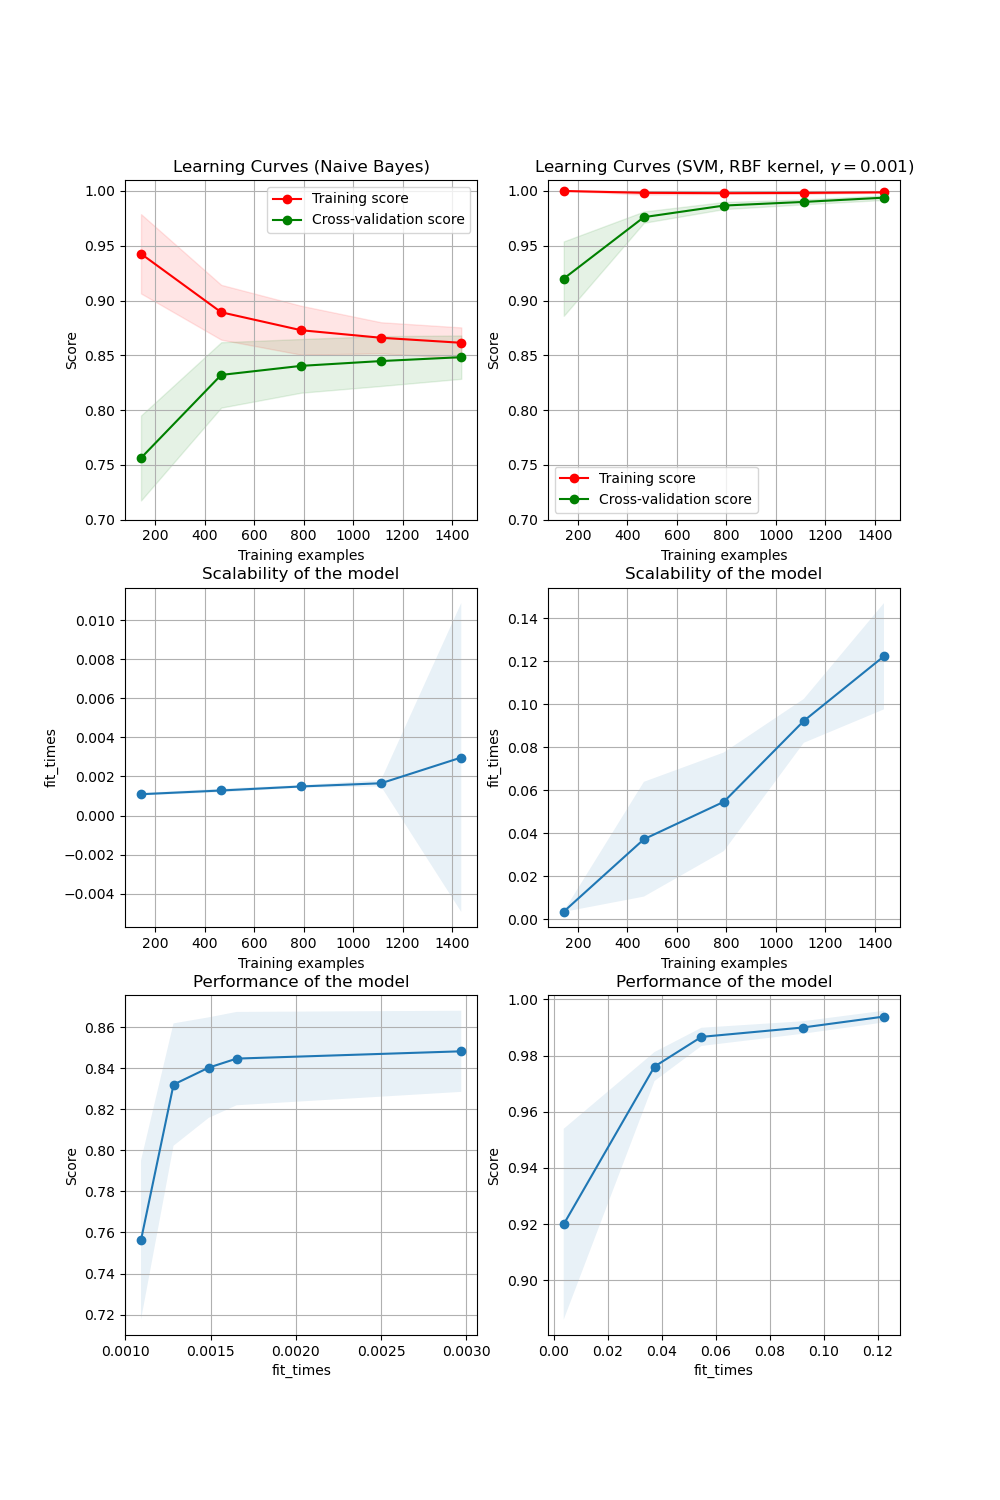 Learning Curves (Naive Bayes)
1.00
0.95
0.90
0.85
0.80
0.75
0.70
Score
Training score
Cross-validation score
200 400 600 800 1000 1200 1400
Training examples
Learning Curves (SVM, RBF kernel, γ = 0.001)
1.00
0.95
0.90
0.85
0.80
0.75
0.70
Score
Training score
Cross-validation score
200 400 600 800 1000 1200 1400
Training examples
Scalability of the model
0.010
0.008
0.006
0.004
0.002
0.000
−0.002
−0.004
fit_times
200 400 600 800 1000 1200 1400
Training examples
Scalability of the model
0.14
0.12
0.10
0.08
0.06
0.04
0.02
0.00
fit_times
200 400 600 800 1000 1200 1400
Training examples
Performance of the model
0.86
0.84
0.82
0.80
0.78
0.76
0.74
0.72
Score
0.0010 0.0015 0.0020 0.0025 0.0030
fit_times
Performance of the model
1.00
0.98
0.96
0.94
0.92
0.90
Score
0.00 0.02 0.04 0.06 0.08 0.10 0.12
fit_times